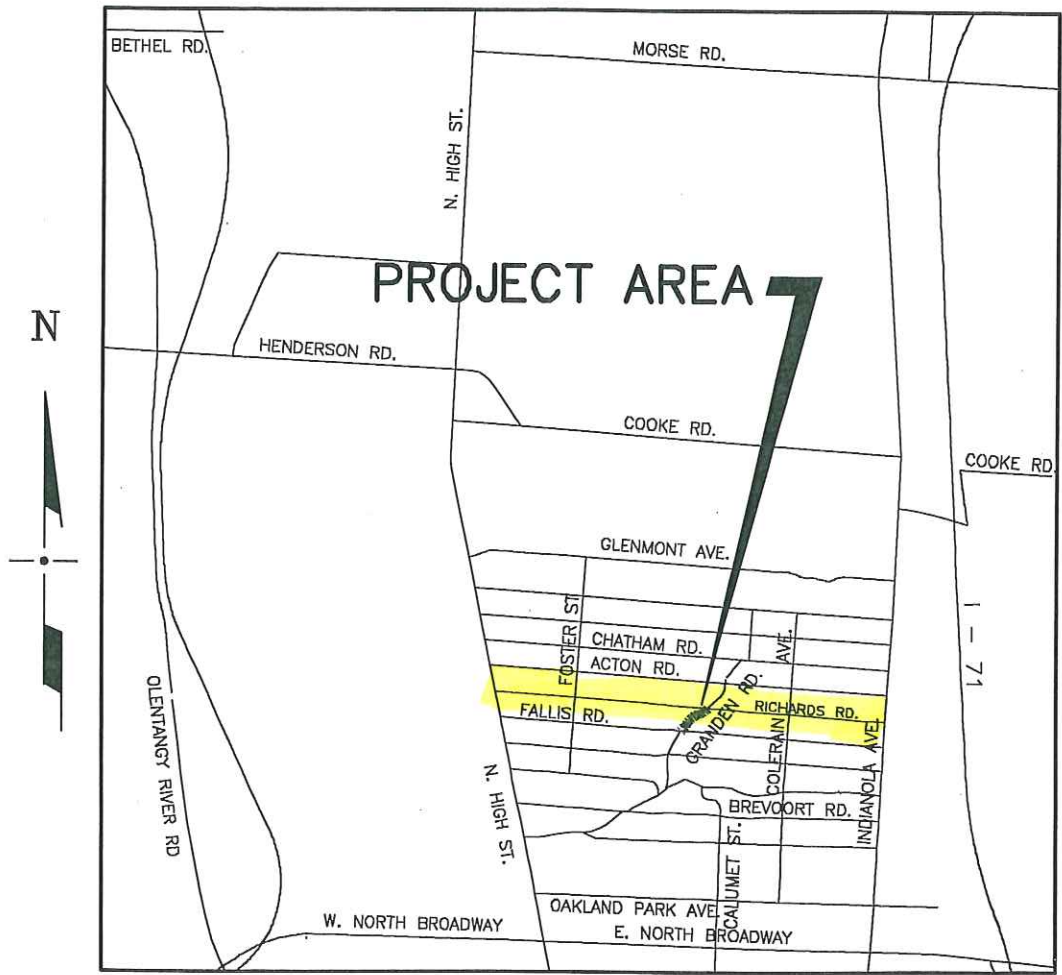 BETHEL RD.
MORSE RD.
N. HIGH ST.
PROJECT AREA
N
HENDERSON RD.
COOKE RD.
COOKE RD.
GLENMONT AVE.
FOSTER ST
CHATHAM RD.
AVE.
ACTON RD.
I - 71
RICHARDS RD.
FALLIS RD.
GRANDEN RD.
COLERAIN
INDIANOLA AVE.
OLENTANGY RIVER RD
N. HIGH ST.
BREVOORT RD.
CALUMET ST.
OAKLAND PARK AVE
W. NORTH BROADWAY
E. NORTH BROADWAY